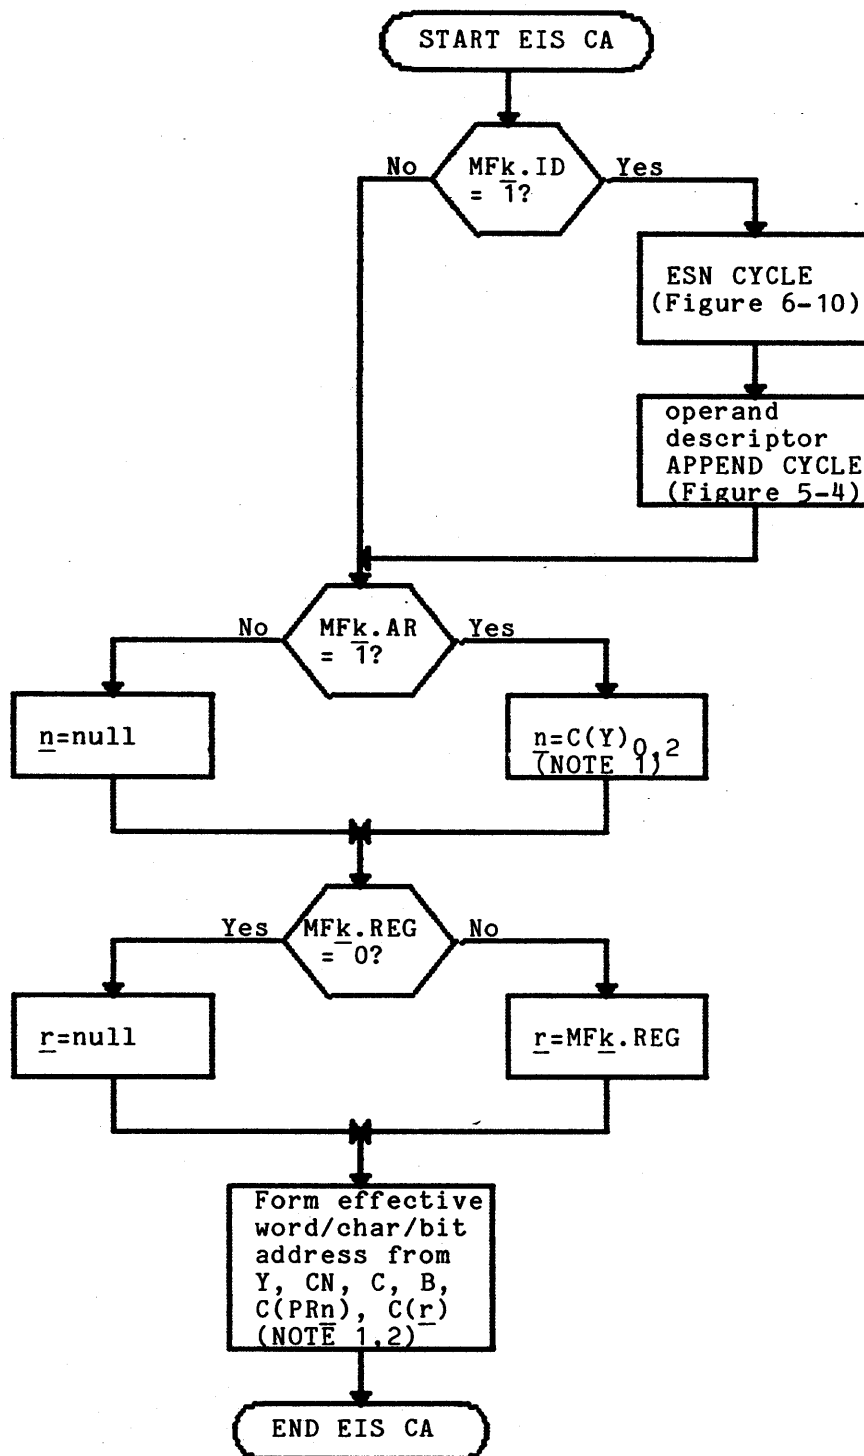 START EIS CA
No
MFk.ID
= 1?
Yes
ESN CYCLE
(Figure 6-10)
operand
descriptor
APPEND CYCLE
(Figure 5-4)
No
MFk.AR
= 1?
Yes
n=null
n=C(Y)0,2
(NOTE 1)
Yes
MFk.REG
= 0?
No
r=null
r=MFk.REG
Form effective
word/char/bit
address from
Y, CN, C, B,
C(PRn), C(r)
(NOTE 1,2)
END EIS CA